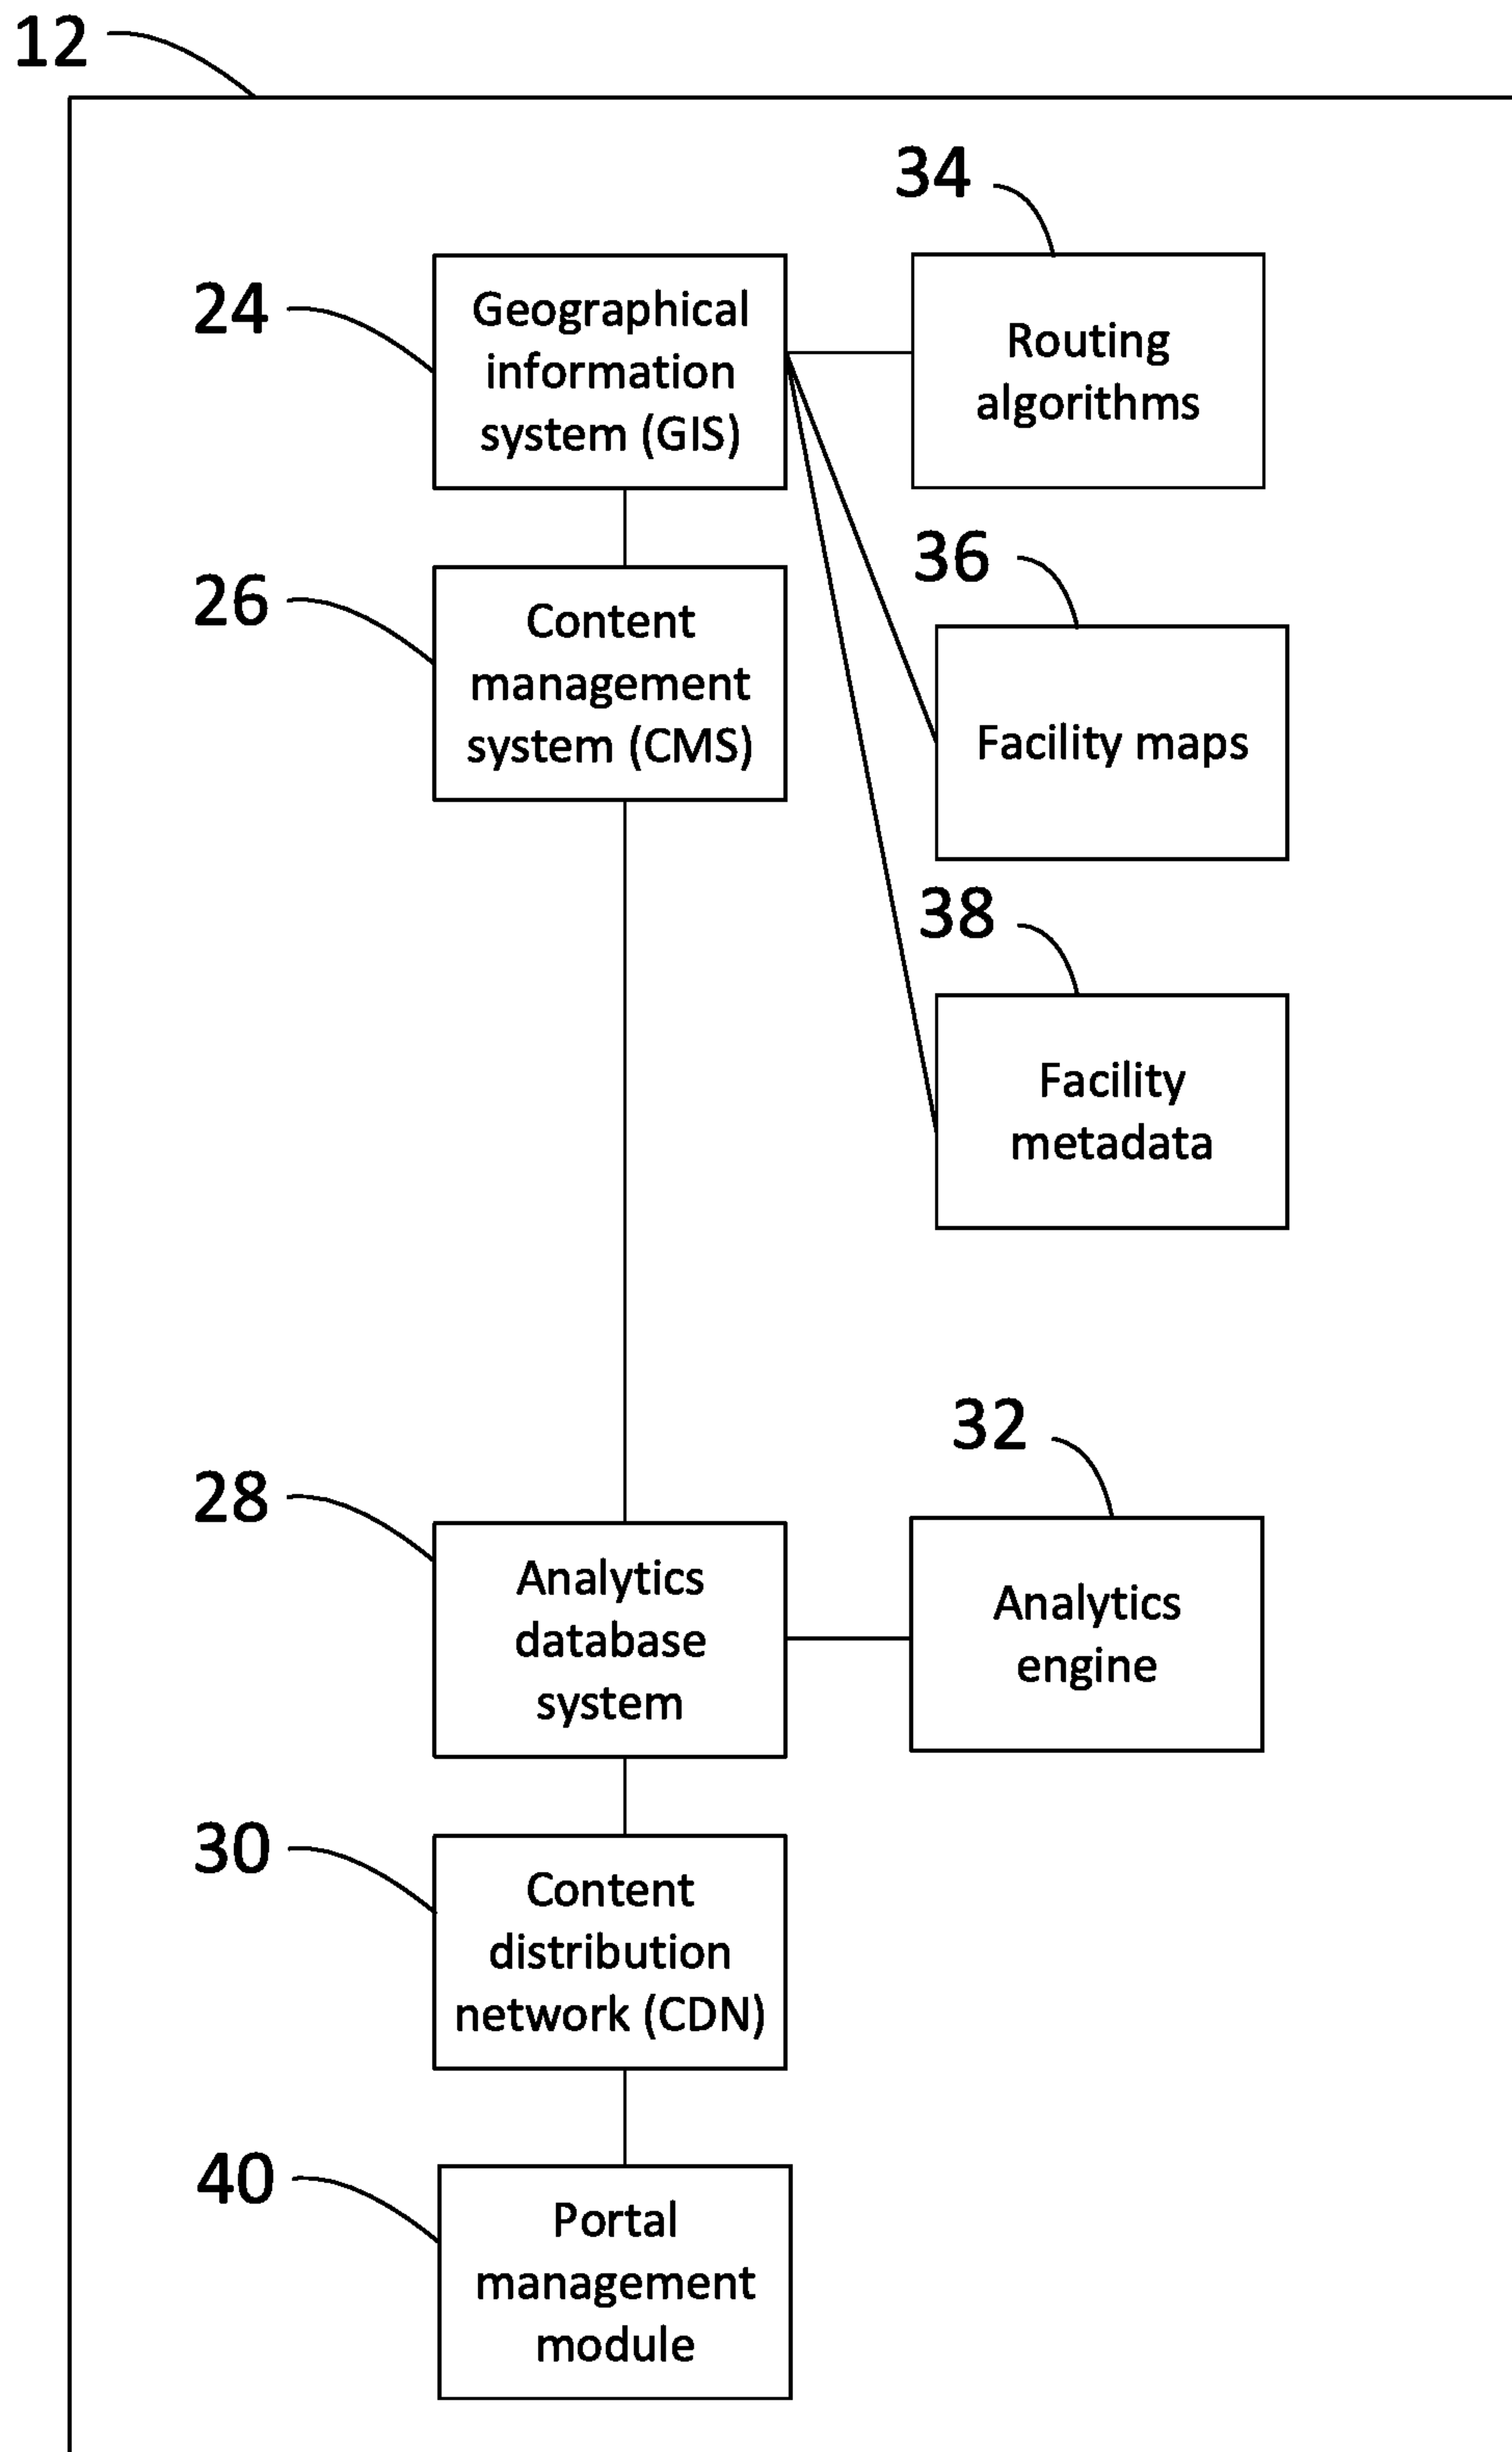 12
34
24
Geographical
information
system (GIS)
Routing
algorithms
36
26
Content
management
system (CMS)
Facility maps
38
Facility
metadata
32
28
Analytics
database
system
Analytics
engine
30
Content
distribution
network (CDN)
40
Portal
management
module